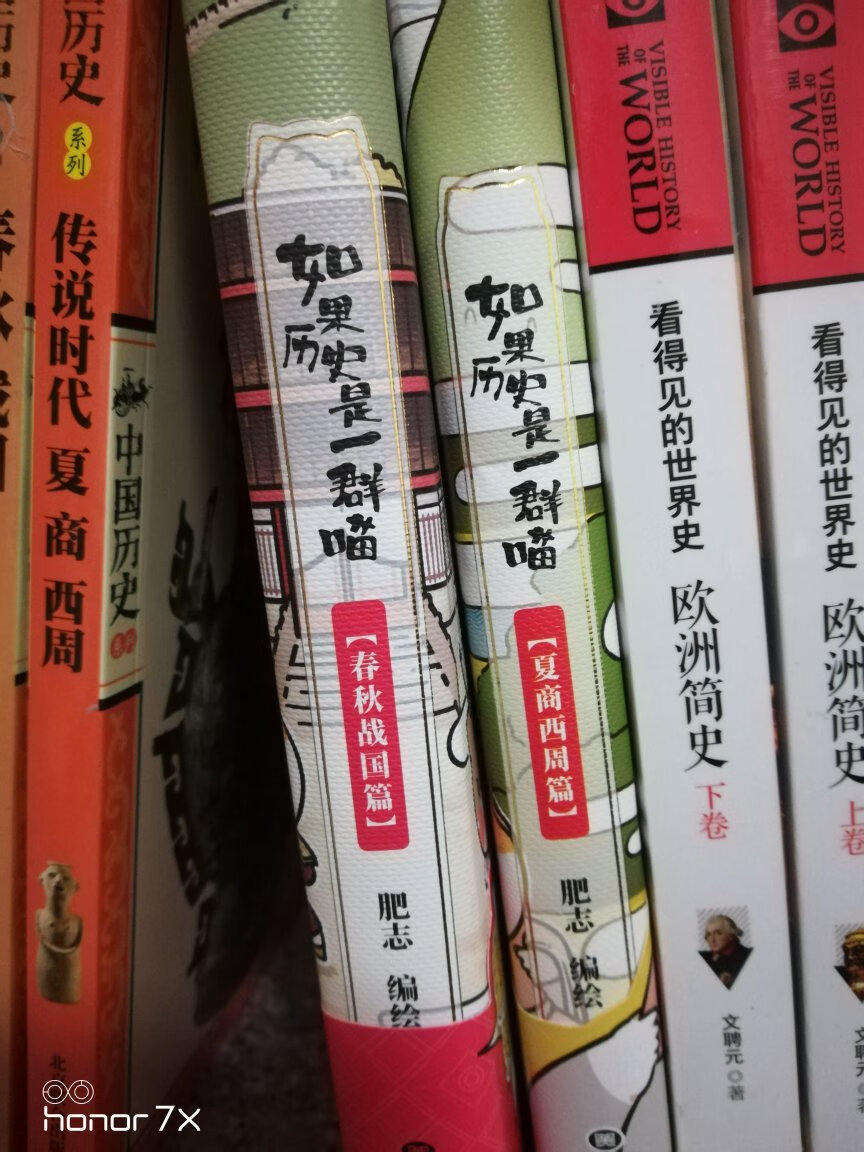 历史
系列
传说时代 夏 商 西周
中国历史
如果历史是一群喵
【春秋战国篇】
肥志 编绘
如果历史是一群喵
【夏商西周篇】
肥志 编绘
VISIBLE HISTORY
OF THE WORLD
看得见的世界史
欧洲简史
下卷
文聘元◎著
VISIBLE HISTORY
OF THE WORLD
看得见的世界史
欧洲简史
上卷
文聘元
honor 7X